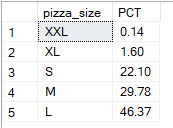 pizza_size PCT
1 XXL 0.14
2 XL 1.60
3 S 22.10
4 M 29.78
5 L 46.37